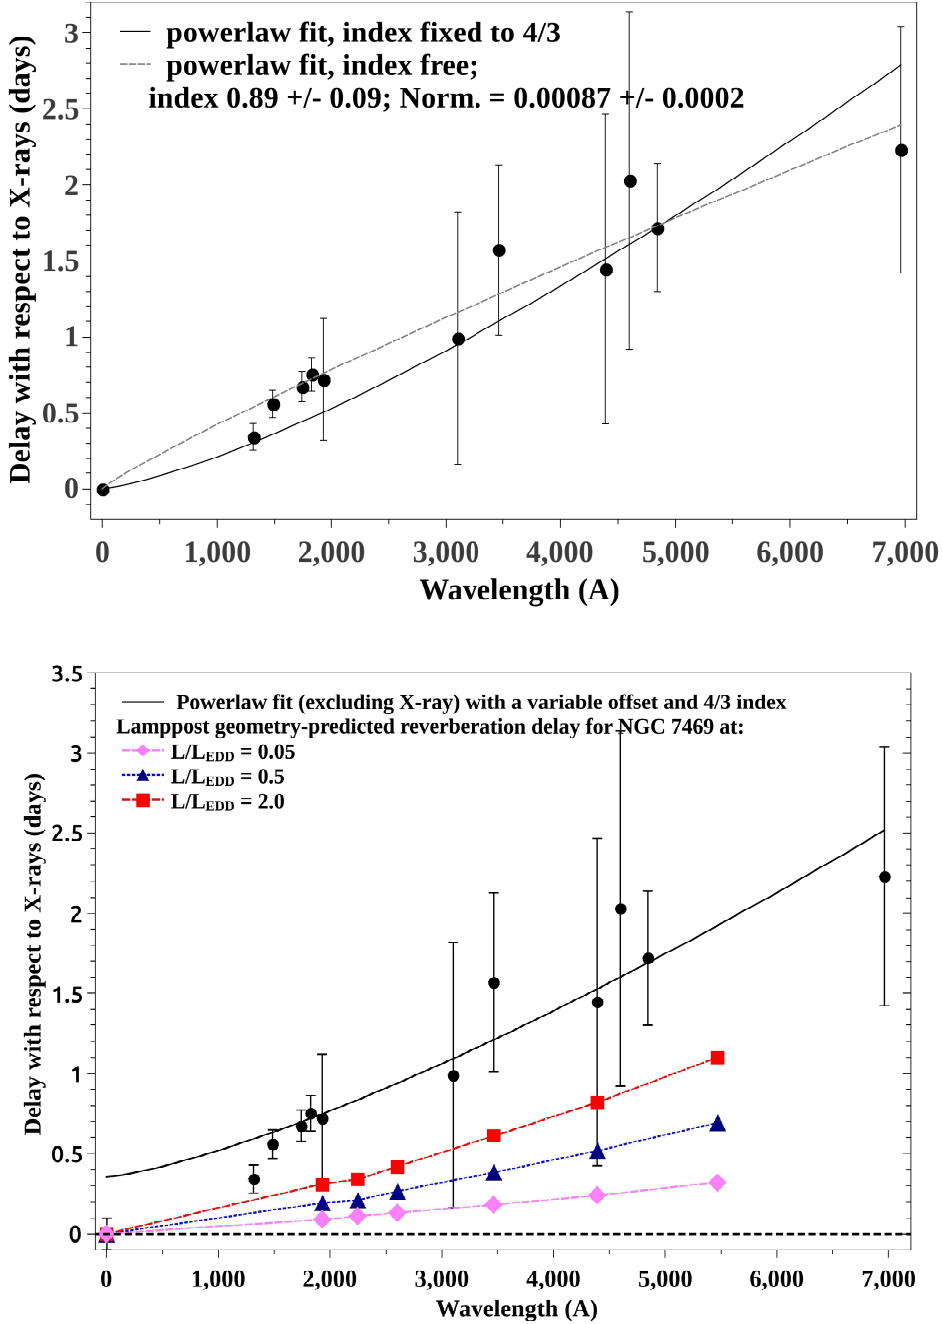 powerlaw fit, index fixed to 4/3
powerlaw fit, index free;
index 0.89 +/- 0.09; Norm. = 0.00087 +/- 0.0002
Delay with respect to X-rays (days)
3
2.5
2
1.5
1
0.5
0
0 1,000 2,000 3,000 4,000 5,000 6,000 7,000
Wavelength (A)
Powerlaw fit (excluding X-ray) with a variable offset and 4/3 index
Lamppost geometry-predicted reverberation delay for NGC 7469 at:
L/LEDD = 0.05
L/LEDD = 0.5
L/LEDD = 2.0
Delay with respect to X-rays (days)
3.5
3
2.5
2
1.5
1
0.5
0
0 1,000 2,000 3,000 4,000 5,000 6,000 7,000
Wavelength (A)